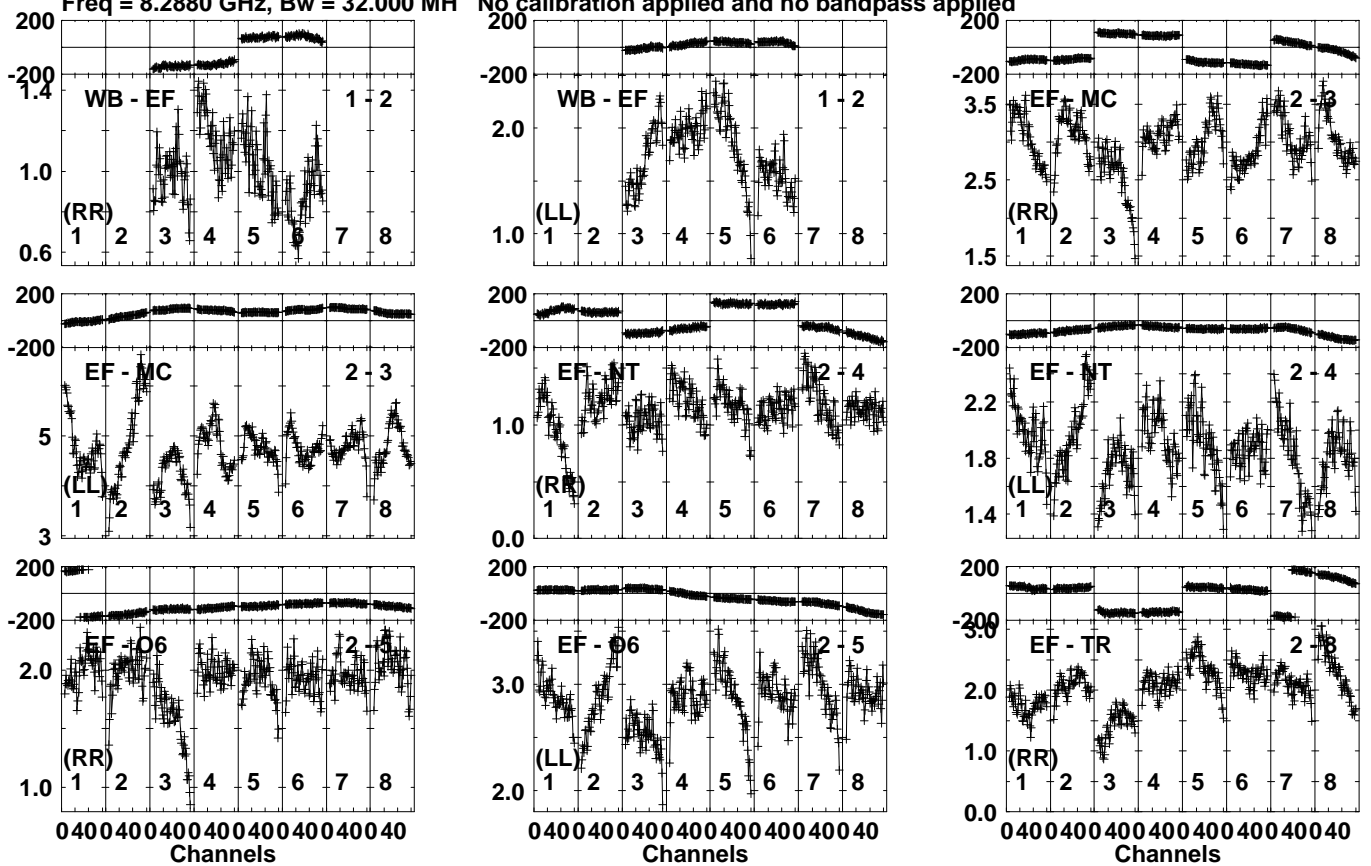 Freq = 8.2880 GHz, Bw = 32.000 MH No calibration applied and no bandpass applied
200
-200
1.4
1.0
0.6
WB - EF 1 - 2
(RR)
1 2 3 4 5 6 7 8
200
-200
2.0
1.0
WB - EF 1 - 2
(LL)
1 2 3 4 5 6 7 8
200
-200
3.5
2.5
1.5
EF - MC 2 - 3
(RR)
1 2 3 4 5 6 7 8
200
-200
5
3
EF - MC 2 - 3
(LL)
1 2 3 4 5 6 7 8
200
-200
1.0
0.0
EF - NT 2 - 4
(RR)
1 2 3 4 5 6 7 8
200
-200
2.2
1.8
1.4
EF - NT 2 - 4
(LL)
1 2 3 4 5 6 7 8
200
-200
2.0
1.0
EF - O6 2 - 5
(RR)
1 2 3 4 5 6 7 8
0 40 0 40 0 40 0 40 0 40 0 40 0 40 0 40
Channels
200
-200
3.0
2.0
EF - O6 2 - 5
(LL)
1 2 3 4 5 6 7 8
0 40 0 40 0 40 0 40 0 40 0 40 0 40 0 40
Channels
200
-200
3.0
2.0
1.0
0.0
EF - TR 2 - 8
(RR)
1 2 3 4 5 6 7 8
0 40 0 40 0 40 0 40 0 40 0 40 0 40 0 40
Channels